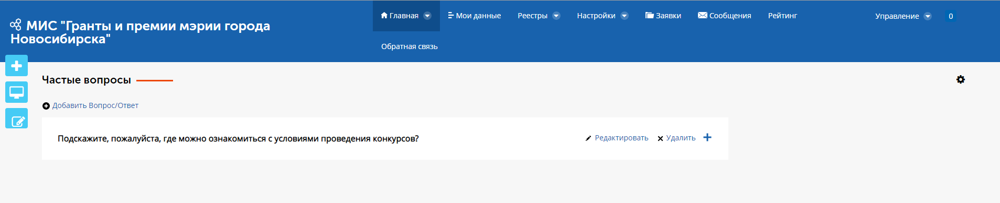 МИС "Гранты и премии мэрии города
Новосибирска"
Главная
Мои данные
Реестры
Настройки
Заявки
Сообщения
Рейтинг
Управление
0
Обратная связь
Частые вопросы
Добавить Вопрос/Ответ
Подскажите, пожалуйста, где можно ознакомиться с условиями проведения конкурсов?
Редактировать
Удалить